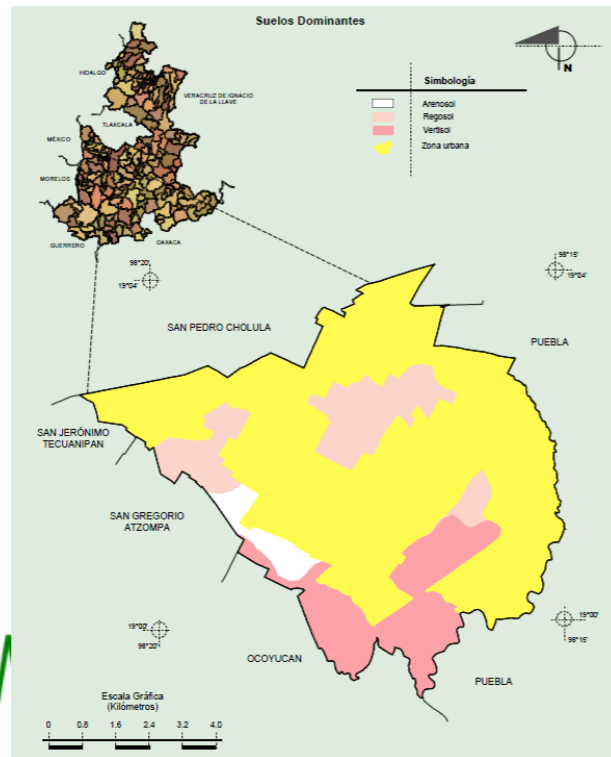 Suelos Dominantes
HIDALGO
VERACRUZ DE IGNACIO
DE LA LLAVE
TLAXCALA
MÉXICO
MORELOS
GUERRERO
OAXACA
N
Simbología
Arenosol
Regosol
Vertisol
Zona urbana
98°20'
19°04'
98°15'
19°04'
SAN PEDRO CHOLULA
PUEBLA
SAN JERÓNIMO
TECUANIPAN
SAN GREGORIO
ATZOMPA
19°00'
98°20'
19°00'
98°15'
OCOYUCAN
PUEBLA
Escala Gráfica
(Kilómetros)
0 0.8 1.6 2.4 3.2 4.0